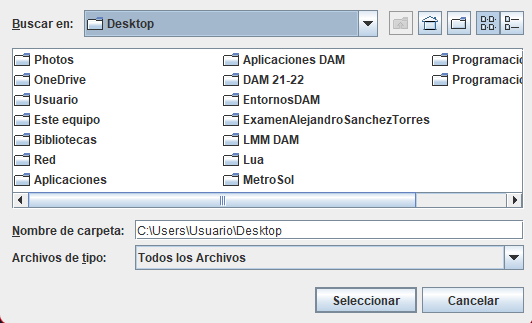 Buscar en: Desktop
Photos
OneDrive
Usuario
Este equipo
Bibliotecas
Red
Aplicaciones
Aplicaciones DAM
DAM 21-22
EntornosDAM
ExamenAlejandroSanchezTorres
LMM DAM
Lua
MetroSol
Programacio
Programacio
Nombre de carpeta: C:\Users\Usuario\Desktop
Archivos de tipo: Todos los Archivos
Seleccionar Cancelar